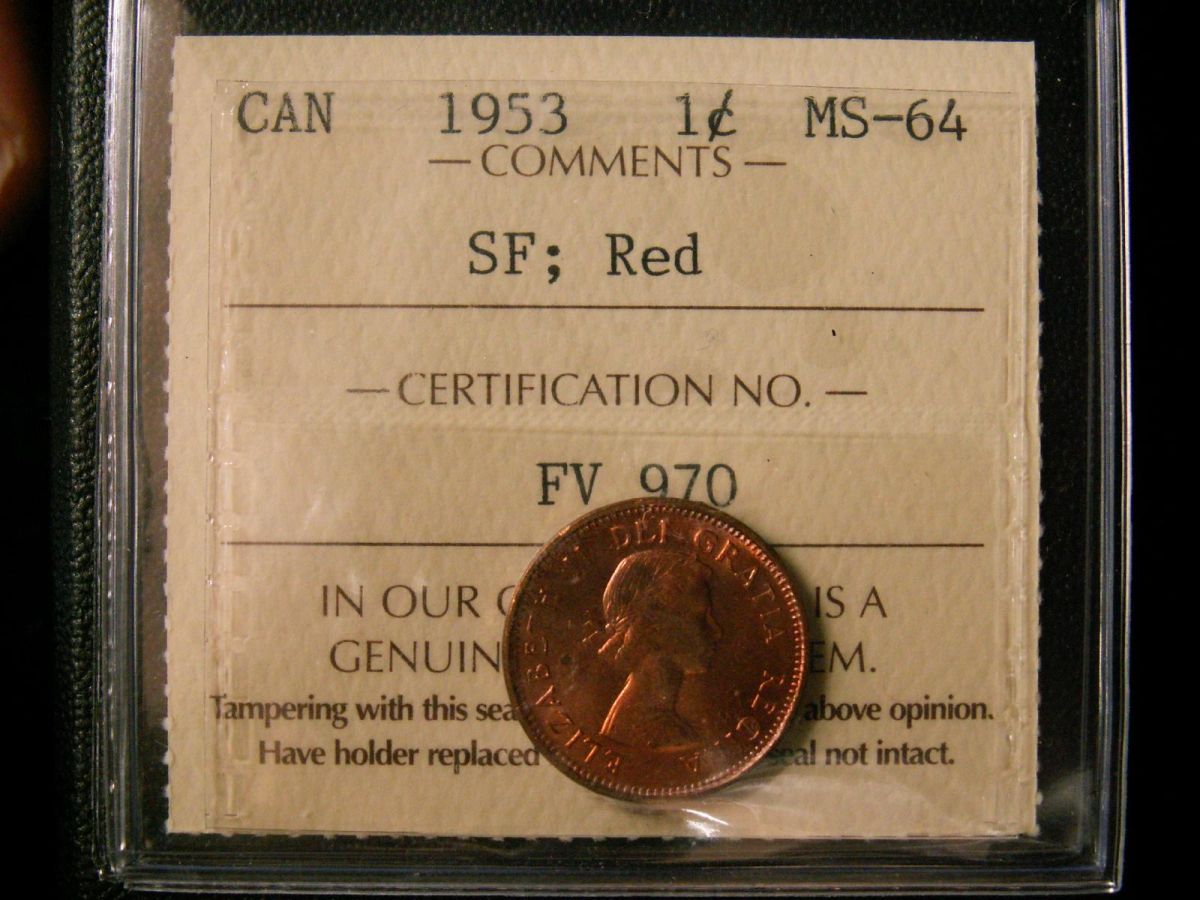 CAN 1953 1¢ MS-64
— COMMENTS —
SF; Red
— CERTIFICATION NO. —
FV 970
IN OUR IS A
GENUIN EM.
Tampering with this sea above opinion.
Have holder replaced seal not intact.
ELIZABETH II DEI GRATIA REGINA